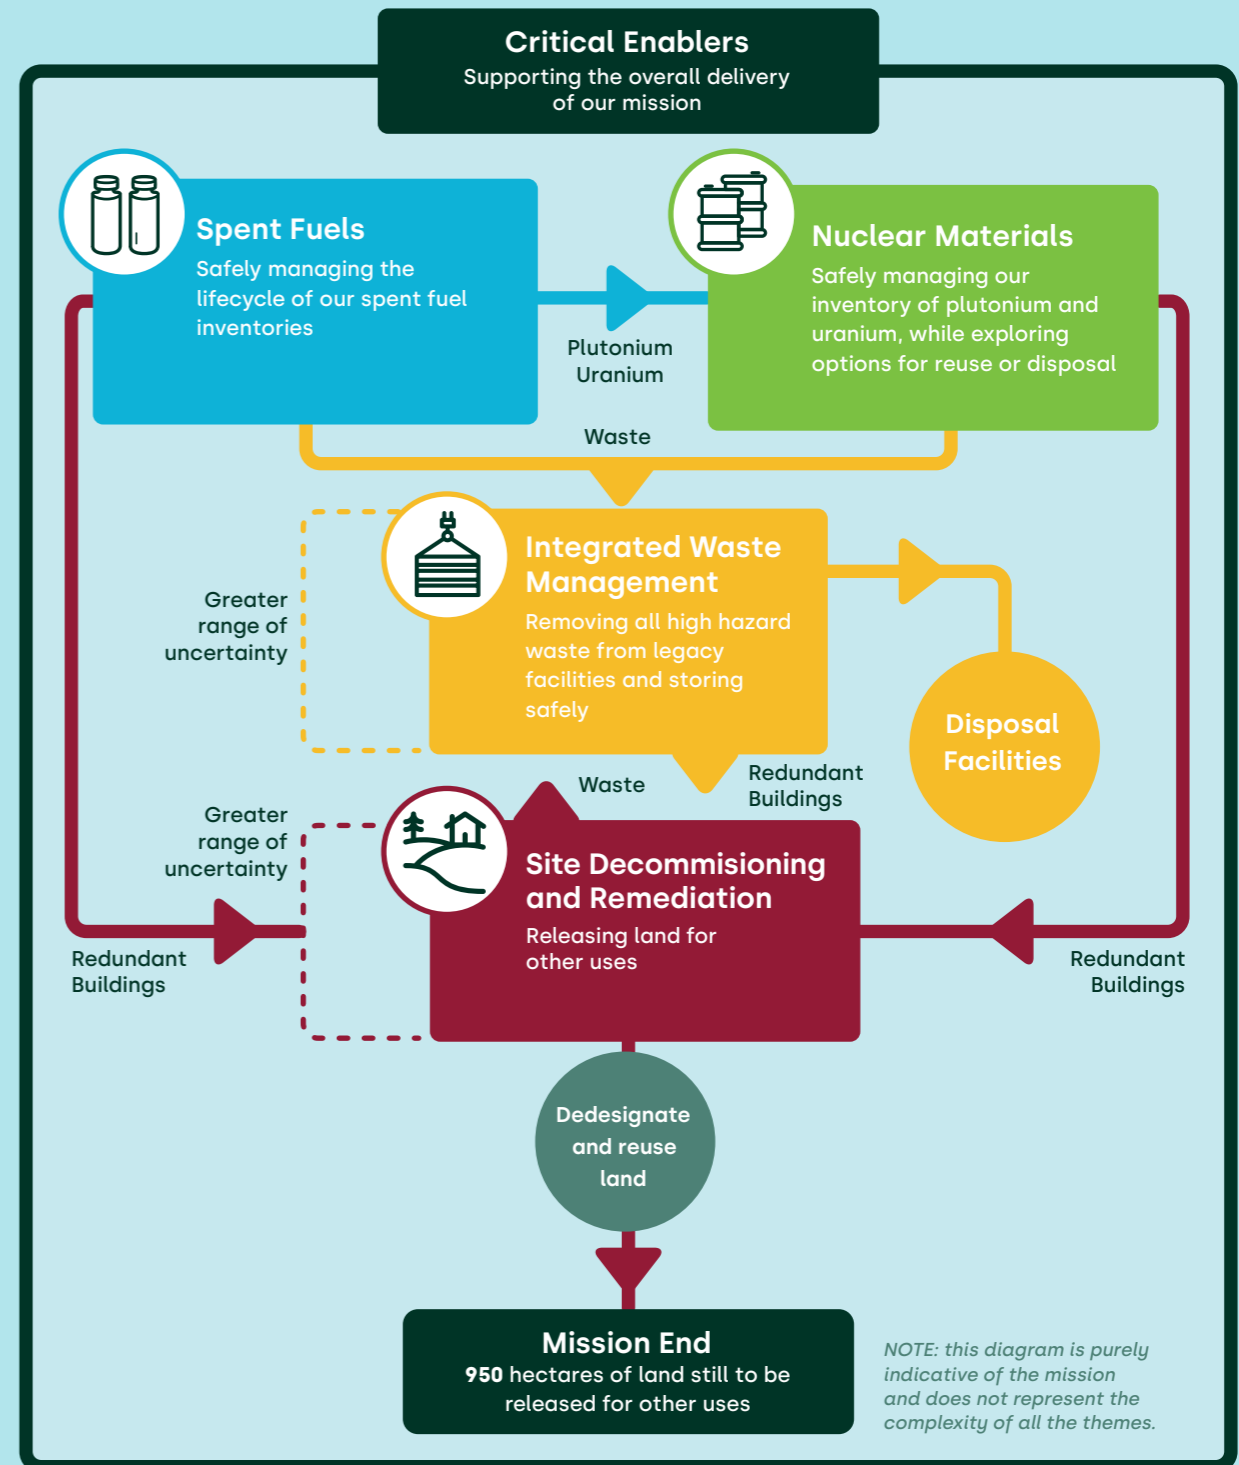 Critical Enablers
Supporting the overall delivery
of our mission
Spent Fuels
Safely managing the
lifecycle of our spent fuel
inventories
Plutonium
Uranium
Nuclear Materials
Safely managing our
inventory of plutonium and
uranium, while exploring
options for reuse or disposal
Waste
Greater
range of
uncertainty
Integrated Waste
Management
Removing all high hazard
waste from legacy
facilities and storing
safely
Disposal
Facilities
Waste
Redundant
Buildings
Greater
range of
uncertainty
Site Decommisioning
and Remediation
Releasing land for
other uses
Redundant
Buildings
Redundant
Buildings
Dedesignate
and reuse
land
Mission End
950 hectares of land still to be
released for other uses
NOTE: this diagram is purely
indicative of the mission
and does not represent the
complexity of all the themes.